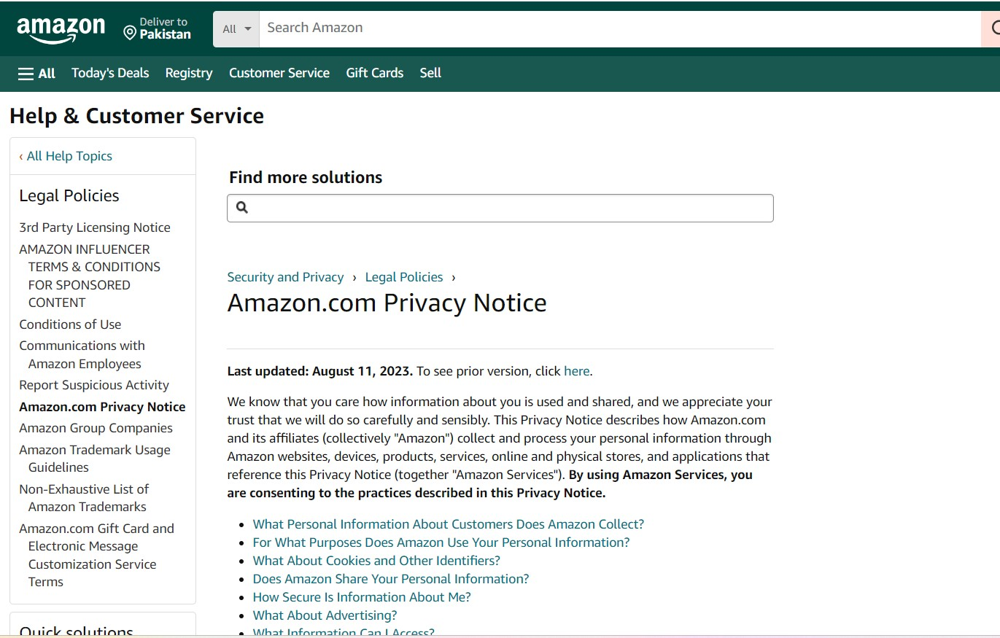 amazon
Deliver to
Pakistan
All
Search Amazon
All
Today's Deals
Registry
Customer Service
Gift Cards
Sell
Help & Customer Service
‹ All Help Topics
Legal Policies
3rd Party Licensing Notice
AMAZON INFLUENCER
TERMS & CONDITIONS
FOR SPONSORED
CONTENT
Conditions of Use
Communications with
Amazon Employees
Report Suspicious Activity
Amazon.com Privacy Notice
Amazon Group Companies
Amazon Trademark Usage
Guidelines
Non-Exhaustive List of
Amazon Trademarks
Amazon.com Gift Card and
Electronic Message
Customization Service
Terms
Quick solutions
Find more solutions
Security and Privacy › Legal Policies ›
Amazon.com Privacy Notice
Last updated: August 11, 2023. To see prior version, click here.
We know that you care how information about you is used and shared, and we appreciate your
trust that we will do so carefully and sensibly. This Privacy Notice describes how Amazon.com
and its affiliates (collectively "Amazon") collect and process your personal information through
Amazon websites, devices, products, services, online and physical stores, and applications that
reference this Privacy Notice (together "Amazon Services"). By using Amazon Services, you
are consenting to the practices described in this Privacy Notice.
• What Personal Information About Customers Does Amazon Collect?
• For What Purposes Does Amazon Use Your Personal Information?
• What About Cookies and Other Identifiers?
• Does Amazon Share Your Personal Information?
• How Secure Is Information About Me?
• What About Advertising?
• What Information Can I Access?